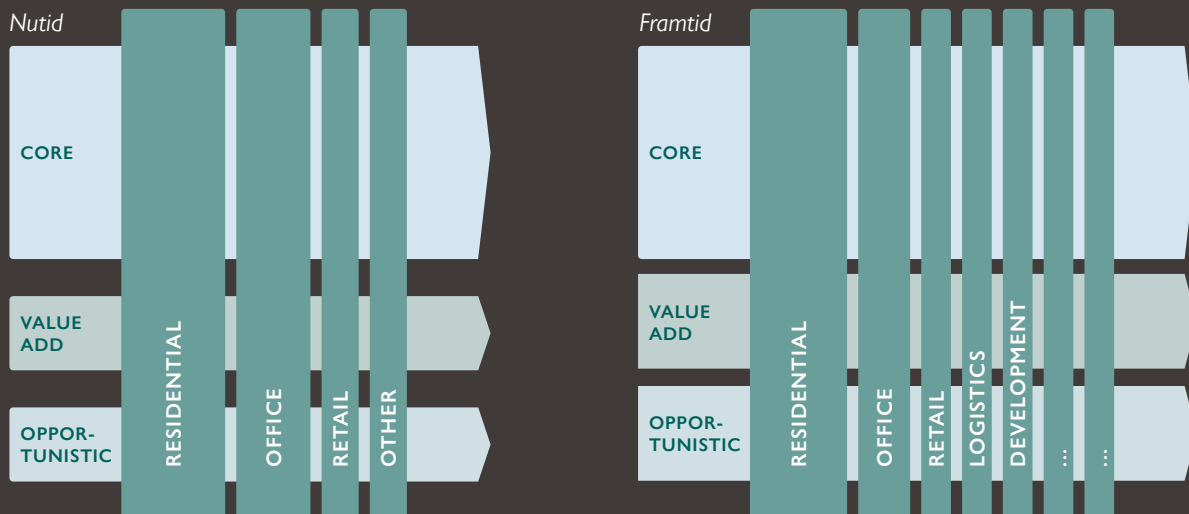 Nutid
CORE
VALUE
ADD
OPPOR-
TUNISTIC
RESIDENTIAL
OFFICE
RETAIL
OTHER
Framtid
CORE
VALUE
ADD
OPPOR-
TUNISTIC
RESIDENTIAL
OFFICE
RETAIL
LOGISTICS
DEVELOPMENT
...
...